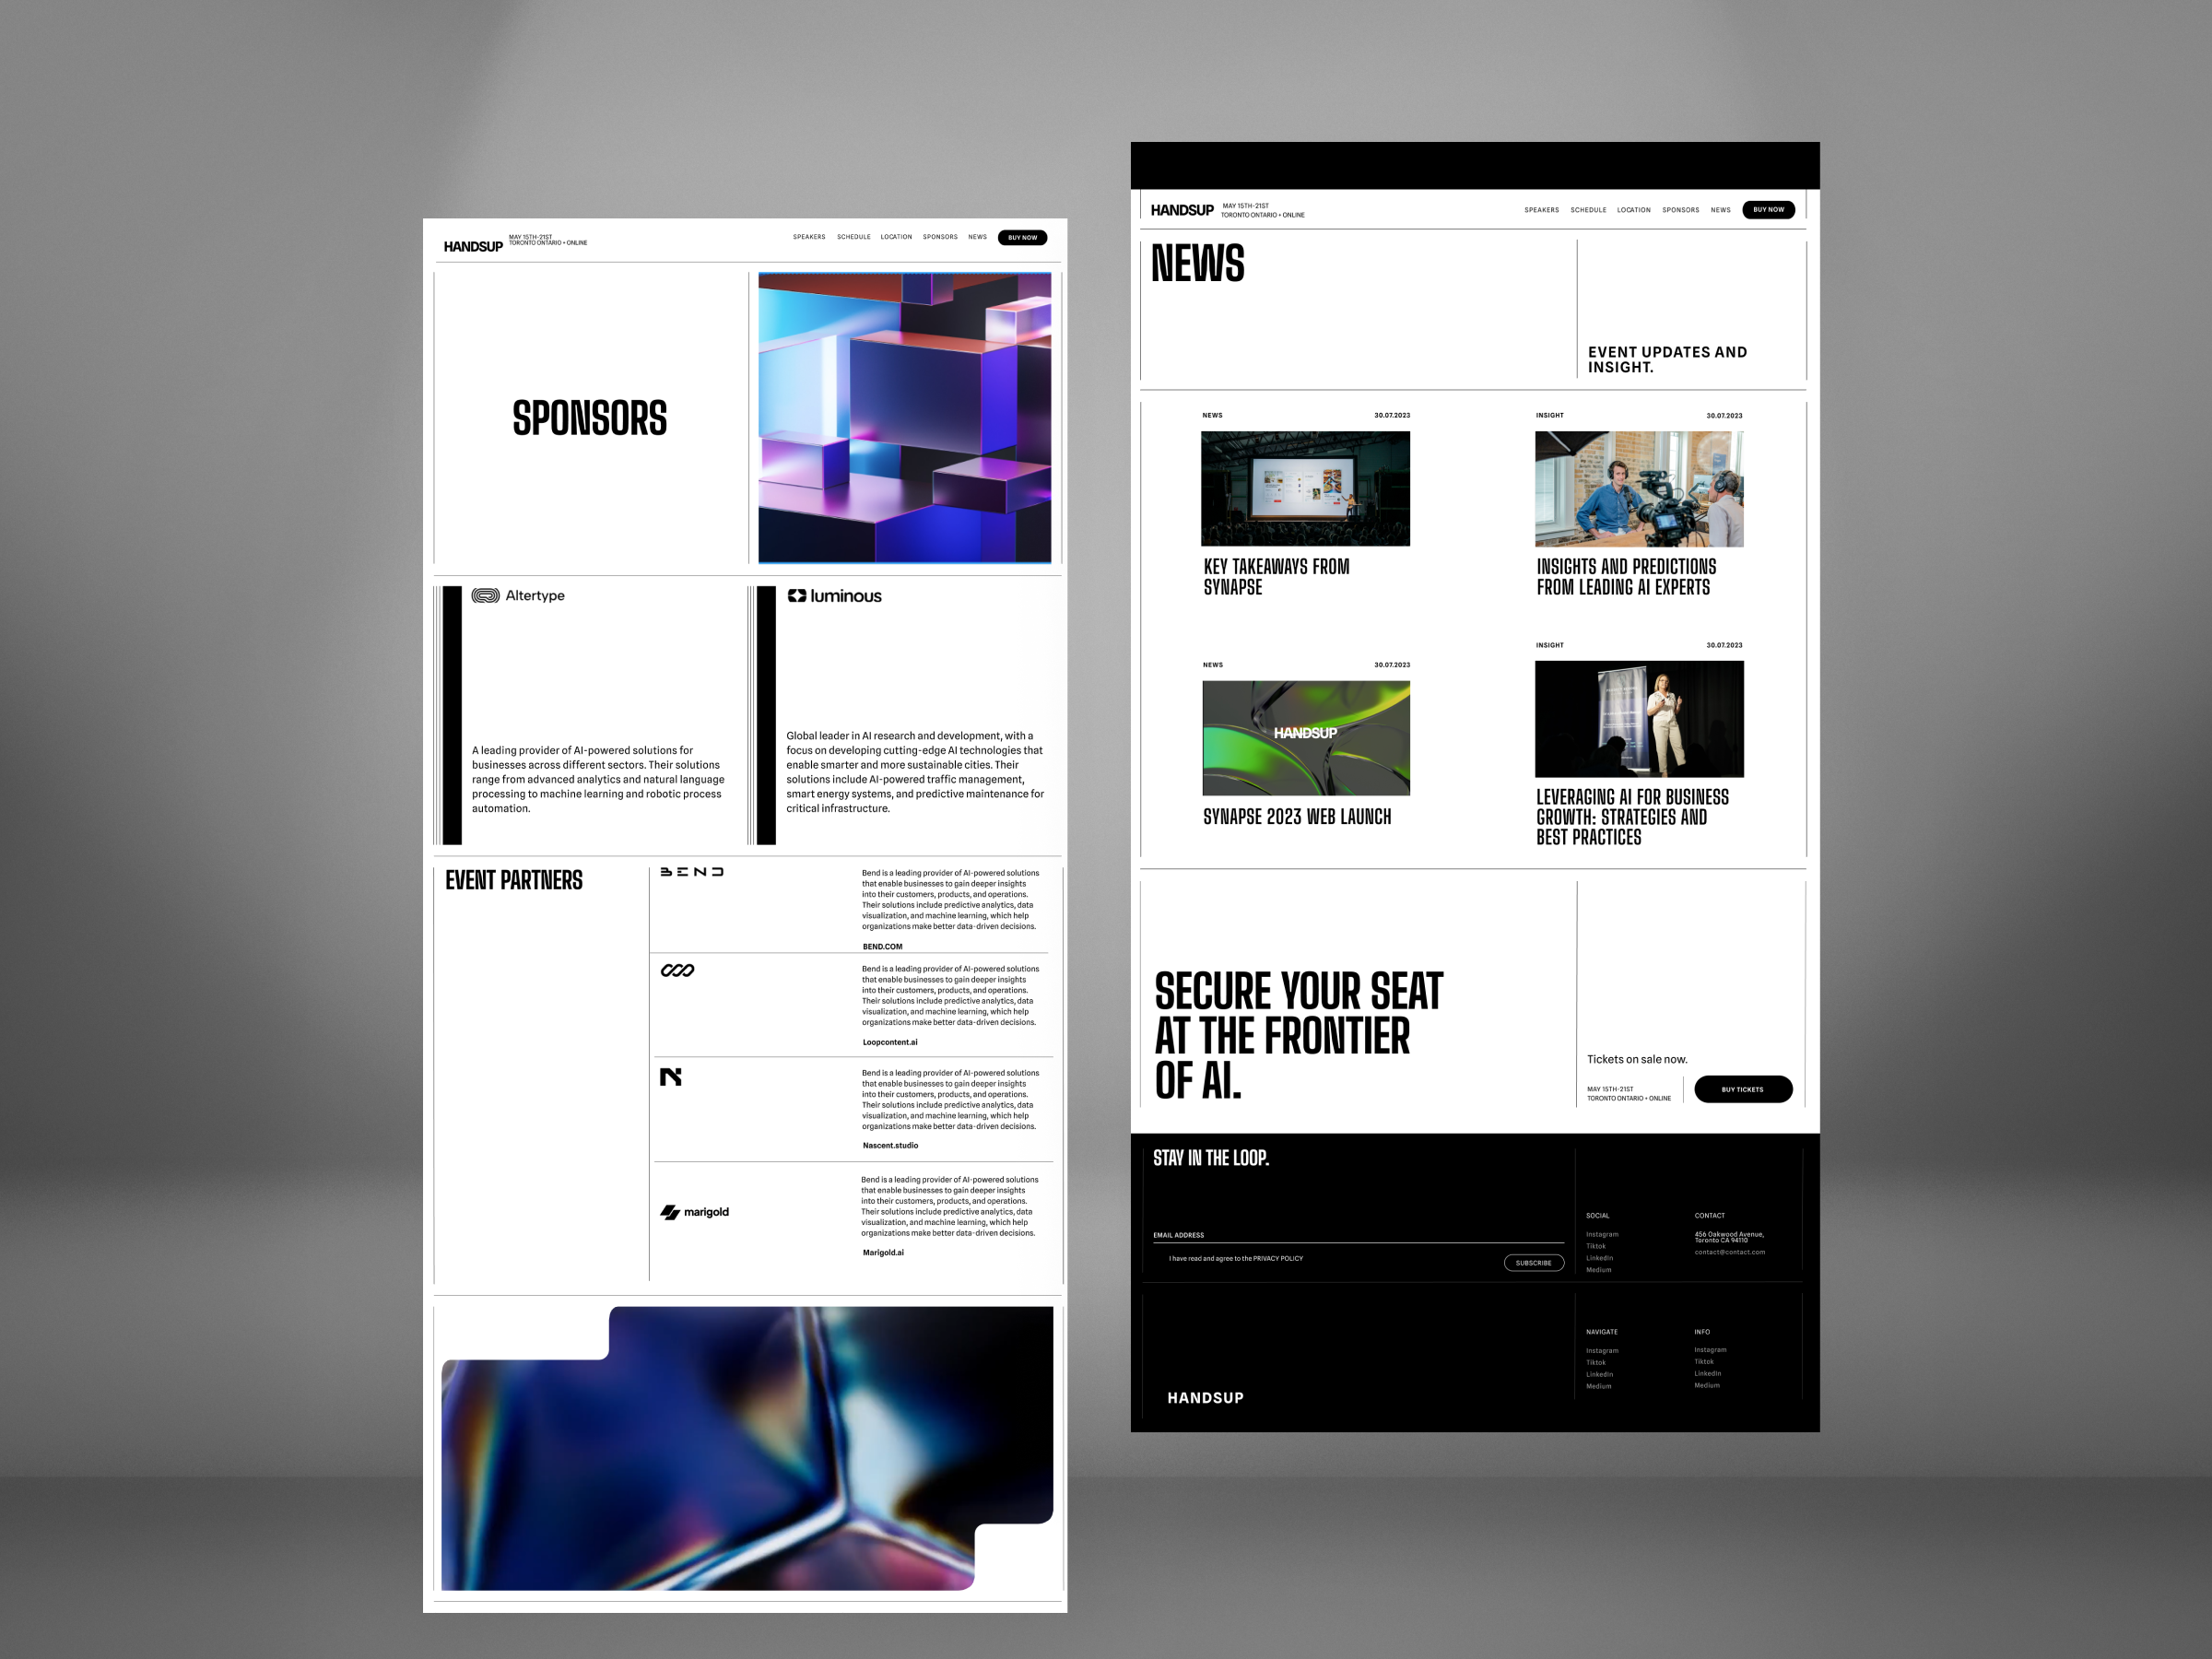 HANDSUP
MAY 15TH-21ST
TORONTO ONTARIO + ONLINE
SPEAKERS SCHEDULE LOCATION SPONSORS NEWS BUY NOW
SPONSORS
Altertype
A leading provider of AI-powered solutions for
businesses across different sectors. Their solutions
range from advanced analytics and natural language
processing to machine learning and robotic process
automation.
luminous
Global leader in AI research and development, with a
focus on developing cutting-edge AI technologies that
enable smarter and more sustainable cities. Their
solutions include AI-powered traffic management,
smart energy systems, and predictive maintenance for
critical infrastructure.
EVENT PARTNERS
BEND
Bend is a leading provider of AI-powered solutions
that enable businesses to gain deeper insights
into their customers, products, and operations.
Their solutions include predictive analytics, data
visualization, and machine learning, which help
organizations make better data-driven decisions.
BEND.COM
Bend is a leading provider of AI-powered solutions
that enable businesses to gain deeper insights
into their customers, products, and operations.
Their solutions include predictive analytics, data
visualization, and machine learning, which help
organizations make better data-driven decisions.
Loopcontent.ai
Bend is a leading provider of AI-powered solutions
that enable businesses to gain deeper insights
into their customers, products, and operations.
Their solutions include predictive analytics, data
visualization, and machine learning, which help
organizations make better data-driven decisions.
Nascent.studio
marigold
Bend is a leading provider of AI-powered solutions
that enable businesses to gain deeper insights
into their customers, products, and operations.
Their solutions include predictive analytics, data
visualization, and machine learning, which help
organizations make better data-driven decisions.
Marigold.ai
HANDSUP
MAY 15TH-21ST
TORONTO ONTARIO + ONLINE
SPEAKERS SCHEDULE LOCATION SPONSORS NEWS BUY NOW
NEWS
EVENT UPDATES AND
INSIGHT.
NEWS 30.07.2023
KEY TAKEAWAYS FROM
SYNAPSE
INSIGHT 30.07.2023
INSIGHTS AND PREDICTIONS
FROM LEADING AI EXPERTS
NEWS 30.07.2023
HANDSUP
SYNAPSE 2023 WEB LAUNCH
INSIGHT 30.07.2023
LEVERAGING AI FOR BUSINESS
GROWTH: STRATEGIES AND
BEST PRACTICES
SECURE YOUR SEAT
AT THE FRONTIER
OF AI.
Tickets on sale now.
MAY 15TH-21ST
TORONTO ONTARIO + ONLINE
BUY TICKETS
STAY IN THE LOOP.
EMAIL ADDRESS
I have read and agree to the PRIVACY POLICY
SUBSCRIBE
SOCIAL
Instagram
Tiktok
LinkedIn
Medium
CONTACT
456 Oakwood Avenue,
Toronto CA 94110
contact@contact.com
HANDSUP
NAVIGATE
Instagram
Tiktok
LinkedIn
Medium
INFO
Instagram
Tiktok
LinkedIn
Medium